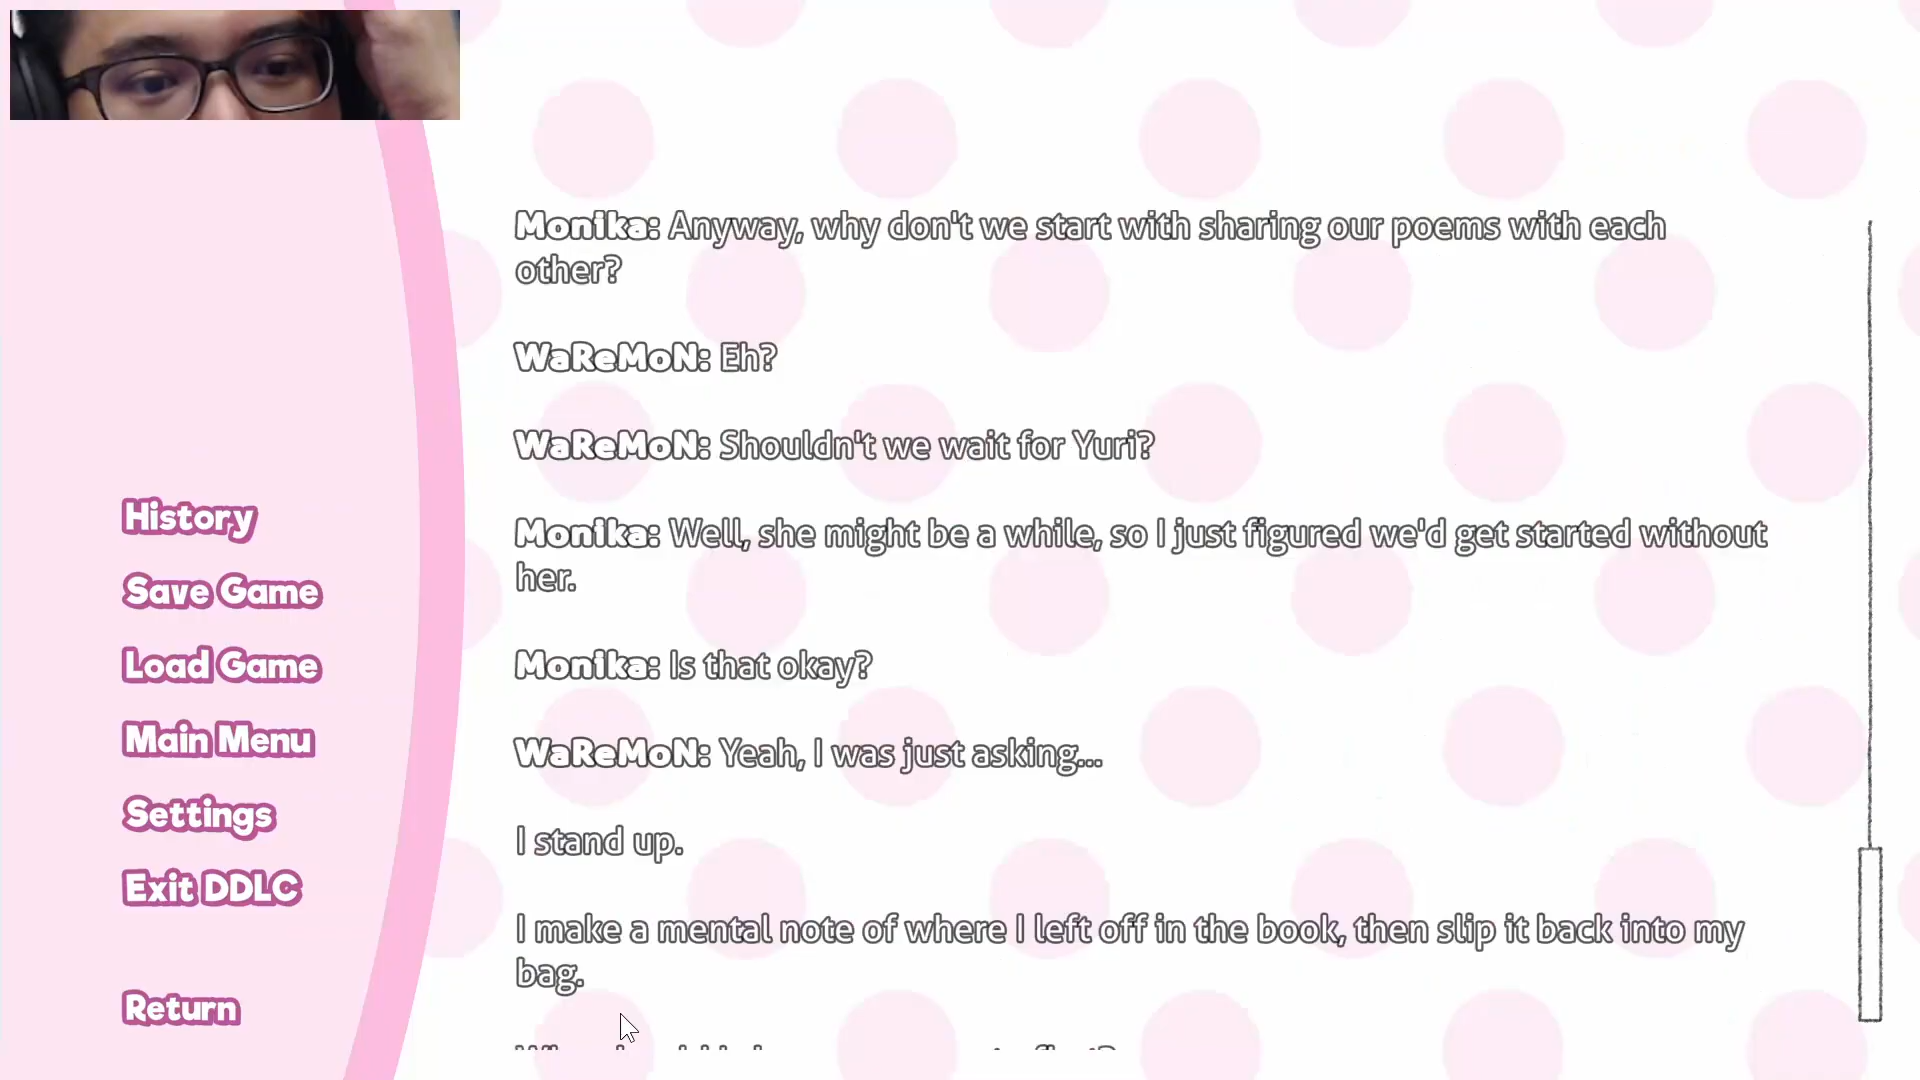 Monika: Anyway, why don't we start with sharing our poems with each
other?
WaReMoN: Eh?
WaReMoN: Shouldn't we wait for Yuri?
Monika: Well, she might be a while, so I just figured we'd get started without
her.
Monika: Is that okay?
WaReMoN: Yeah, I was just asking...
I stand up.
I make a mental note of where I left off in the book, then slip it back into my
bag.
History
Save Game
Load Game
Main Menu
Settings
Exit DDLC
Return